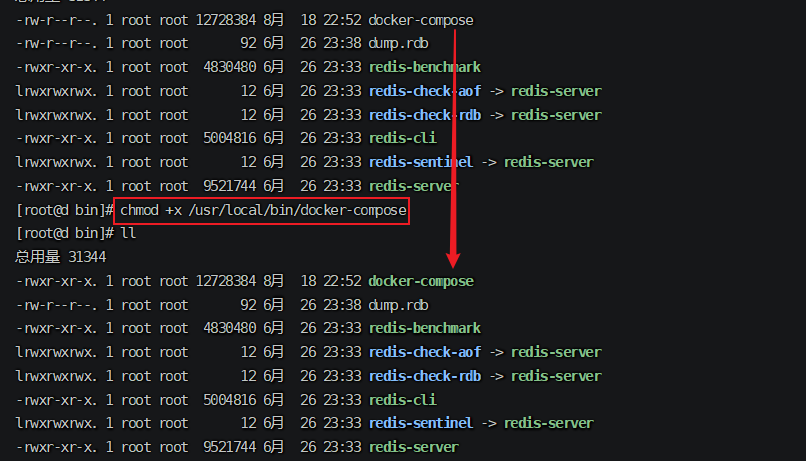 -rw-r--r--. 1 root root 12728384 8月  18 22:52 docker-compose
-rw-r--r--. 1 root root       92 6月  26 23:38 dump.rdb
-rwxr-xr-x. 1 root root  4830480 6月  26 23:33 redis-benchmark
lrwxrwxrwx. 1 root root       12 6月  26 23:33 redis-check-aof -> redis-server
lrwxrwxrwx. 1 root root       12 6月  26 23:33 redis-check-rdb -> redis-server
-rwxr-xr-x. 1 root root  5004816 6月  26 23:33 redis-cli
lrwxrwxrwx. 1 root root       12 6月  26 23:33 redis-sentinel -> redis-server
-rwxr-xr-x. 1 root root  9521744 6月  26 23:33 redis-server
[root@d bin]# chmod +x /usr/local/bin/docker-compose
[root@d bin]# ll
总用量 31344
-rwxr-xr-x. 1 root root 12728384 8月  18 22:52 docker-compose
-rw-r--r--. 1 root root       92 6月  26 23:38 dump.rdb
-rwxr-xr-x. 1 root root  4830480 6月  26 23:33 redis-benchmark
lrwxrwxrwx. 1 root root       12 6月  26 23:33 redis-check-aof -> redis-server
lrwxrwxrwx. 1 root root       12 6月  26 23:33 redis-check-rdb -> redis-server
-rwxr-xr-x. 1 root root  5004816 6月  26 23:33 redis-cli
lrwxrwxrwx. 1 root root       12 6月  26 23:33 redis-sentinel -> redis-server
-rwxr-xr-x. 1 root root  9521744 6月  26 23:33 redis-server